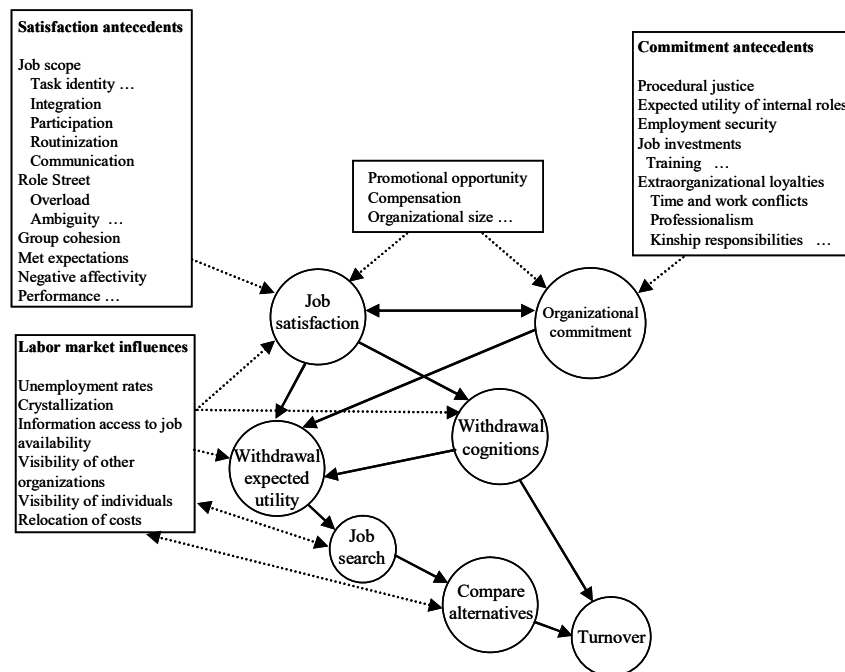 Satisfaction antecedents
Job scope
Task identity …
Integration
Participation
Routinization
Communication
Role Street
Overload
Ambiguity …
Group cohesion
Met expectations
Negative affectivity
Performance …
Commitment antecedents
Procedural justice
Expected utility of internal roles
Employment security
Job investments
Training …
Extraorganizational loyalties
Time and work conflicts
Professionalism
Kinship responsibilities …
Promotional opportunity
Compensation
Organizational size …
Job
satisfaction
Organizational
commitment
Labor market influences
Unemployment rates
Crystallization
Information access to job
availability
Visibility of other
organizations
Visibility of individuals
Relocation of costs
Withdrawal
cognitions
Withdrawal
expected
utility
Job
search
Compare
alternatives
Turnover